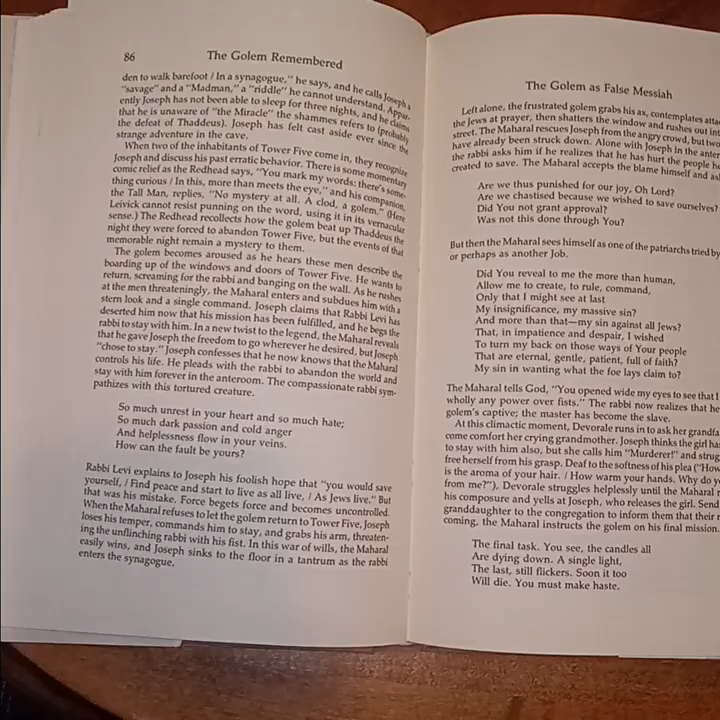 86
The Golem Remembered
den to walk barefoot / In a synagogue," he says, and he calls Joseph a
"savage" and a "Madman," a "riddle" he cannot understand. Appar-
ently Joseph has not been able to sleep for three nights, and he claims
that he is unaware of "the Miracle" the shammes refers to (probably
the defeat of Thaddeus). Joseph has felt cast aside ever since the
strange adventure in the cave.
When two of the inhabitants of Tower Five come in, they recognize
Joseph and discuss his past erratic behavior. There is some momentary
comic relief as the Redhead says, "You mark my words: there's some-
thing curious / In this, more than meets the eye," and his companion,
the Tall Man, replies, "No mystery at all. A clod, a golem." (Here
Leivick cannot resist punning on the word, using it in its vernacular
sense.) The Redhead recollects how the golem beat up Thaddeus the
night they were forced to abandon Tower Five, but the events of that
memorable night remain a mystery to them.
The golem becomes aroused as he hears these men describe the
boarding up of the windows and doors of Tower Five. He wants to
return, screaming for the rabbi and banging on the wall. As he rushes
at the men threateningly, the Maharal enters and subdues him with a
stern look and a single command. Joseph claims that Rabbi Levi has
deserted him now that his mission has been fulfilled, and he begs the
rabbi to stay with him. In a new twist to the legend, the Maharal reveals
that he gave Joseph the freedom to go wherever he desired, but Joseph
"chose to stay." Joseph confesses that he now knows that the Maharal
controls his life. He pleads with the rabbi to abandon the world and
stay with him forever in the anteroom. The compassionate rabbi sym-
pathizes with this tortured creature.
So much unrest in your heart and so much hate;
So much dark passion and cold anger
And helplessness flow in your veins.
How can the fault be yours?
Rabbi Levi explains to Joseph his foolish hope that "you would save
yourself, / Find peace and start to live as all live, / As Jews live." But
that was his mistake. Force begets force and becomes uncontrolled.
When the Maharal refuses to let the golem return to Tower Five, Joseph
loses his temper, commands him to stay, and grabs his arm, threaten-
ing the unflinching rabbi with his fist. In this war of wills, the Maharal
easily wins, and Joseph sinks to the floor in a tantrum as the rabbi
enters the synagogue.
The Golem as False Messiah
Left alone, the frustrated golem grabs his ax, contemplates
the Jews at prayer, then shatters the window and rushes out
street. The Maharal rescues Joseph from the angry crowd, but two
have already been struck down. Alone with Joseph in the
the rabbi asks him if he realizes that he has hurt the people he
created to save. The Maharal accepts the blame himself and
Are we thus punished for our joy, Oh Lord?
Are we chastised because we wished to save ourselves?
Did You not grant approval?
Was not this done through You?
But then the Maharal sees himself as one of the patriarchs tried by
or perhaps as another Job.
Did You reveal to me the more than human,
Allow me to create, to rule, command,
Only that I might see at last
My insignificance, my massive sin?
And more than that—my sin against all Jews?
That, in impatience and despair, I wished
To turn my back on those ways of Your people
That are eternal, gentle, patient, full of faith?
My sin in wanting what the foe lays claim to?
The Maharal tells God, "You opened wide my eyes to see that I
wholly any power over fists." The rabbi now realizes that he
golem's captive; the master has become the slave.
At this climactic moment, Devorale runs in to ask her
come comfort her crying grandmother. Joseph thinks the girl
to stay with him also, but she calls him "Murderer!" and
free herself from his grasp. Deaf to the softness of his plea ("How
is the aroma of your hair. / How warm your hands. Why do
from me?"), Devorale struggles helplessly until the Maharal
his composure and yells at Joseph, who releases the girl.
granddaughter to the congregation to inform them that their
coming, the Maharal instructs the golem on his final mission.
The final task. You see, the candles all
Are dying down. A single light,
The last, still flickers. Soon it too
Will die. You must make haste.